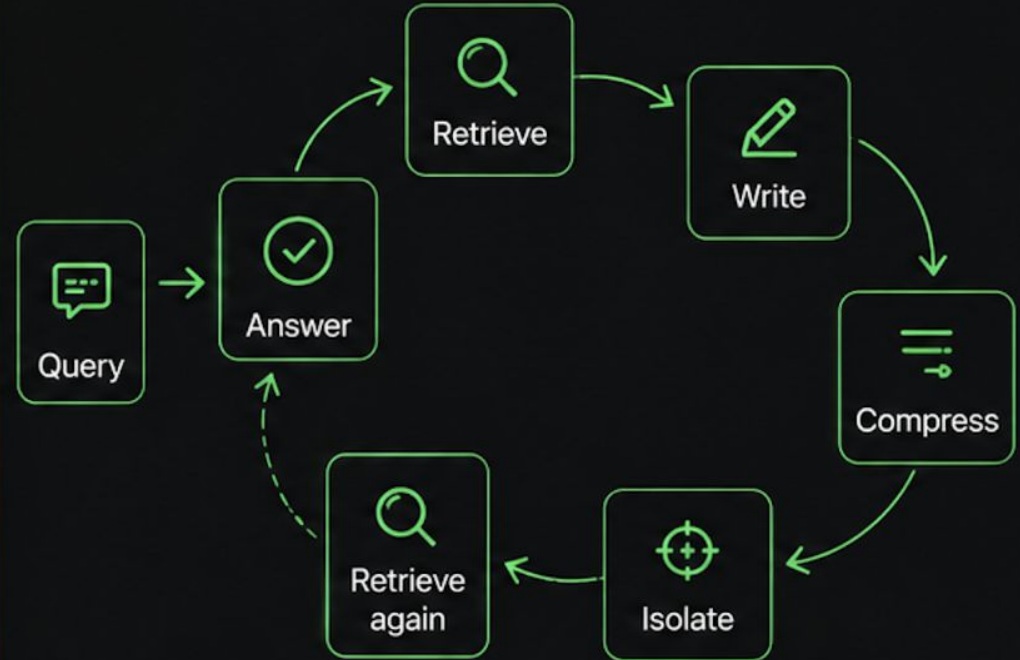 Query
Answer
Retrieve
Write
Compress
Isolate
Retrieve
again